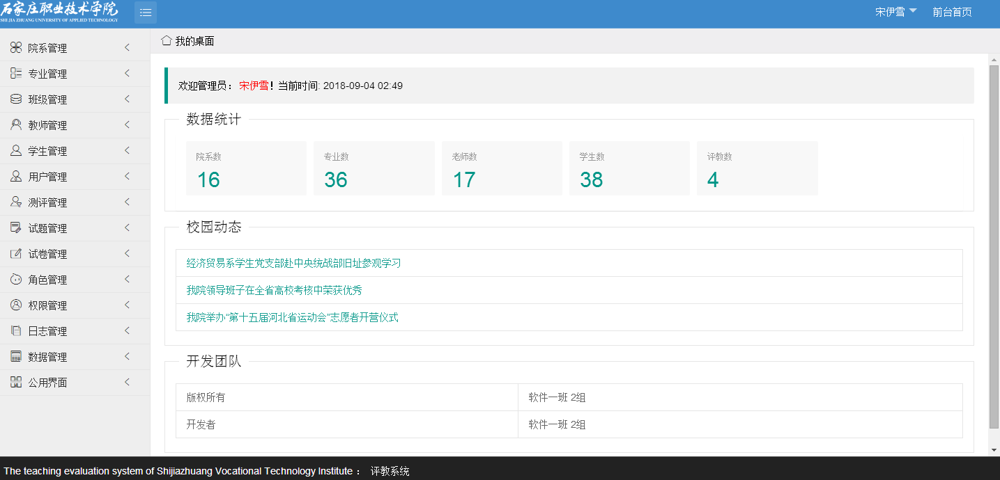 石家庄职业技术学院
SHI JIA ZHUANG UNIVERSITY OF APPLIED TECHNOLOGY
宋伊雪 前台首页
院系管理
专业管理
班级管理
教师管理
学生管理
用户管理
测评管理
试题管理
试卷管理
角色管理
权限管理
日志管理
数据管理
公用界面
我的桌面
欢迎管理员： 宋伊雪！当前时间: 2018-09-04 02:49
数据统计
院系数 专业数 老师数 学生数 评教数
16 36 17 38 4
校园动态
经济贸易系学生党支部赴中央统战部旧址参观学习
我院领导班子在全省高校考核中荣获优秀
我院举办“第十五届河北省运动会”志愿者开营仪式
开发团队
版权所有 软件一班 2组
开发者 软件一班 2组
The teaching evaluation system of Shijiazhuang Vocational Technology Institute ： 评教系统